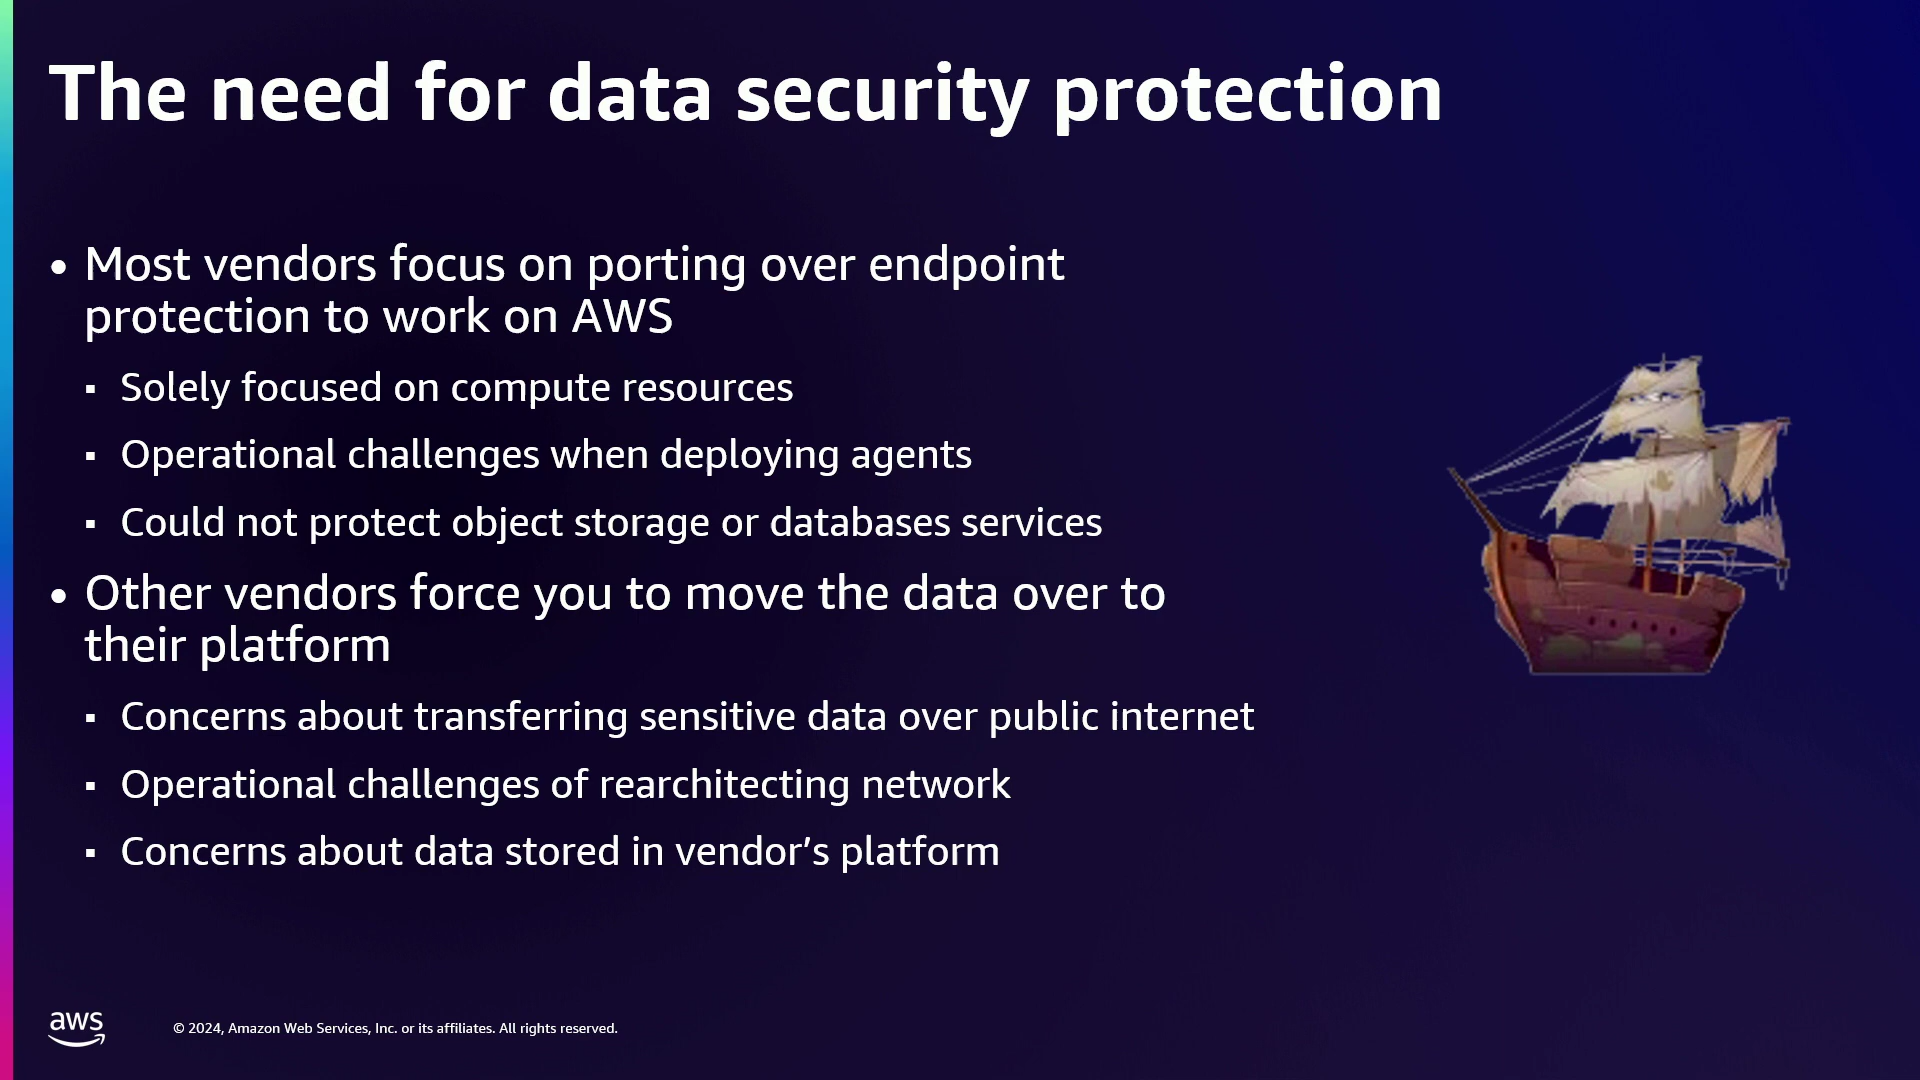 The need for data security protection
• Most vendors focus on porting over endpoint
protection to work on AWS
▪ Solely focused on compute resources
▪ Operational challenges when deploying agents
▪ Could not protect object storage or databases services
• Other vendors force you to move the data over to
their platform
▪ Concerns about transferring sensitive data over public internet
▪ Operational challenges of rearchitecting network
▪ Concerns about data stored in vendor’s platform
aws
© 2024, Amazon Web Services, Inc. or its affiliates. All rights reserved.